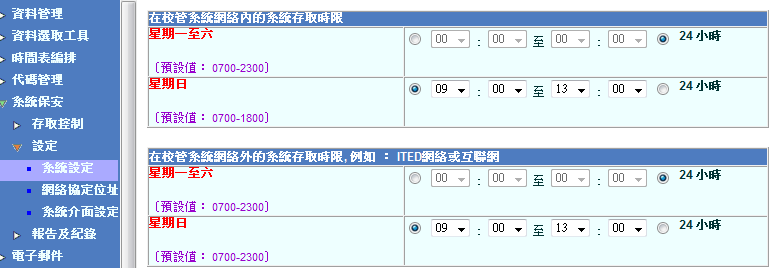 資料管理
資料選取工具
時間表編排
代碼管理
系統保安
存取控制
設定
系統設定
網絡協定位址
系統介面設定
報告及紀錄
電子郵件
在校管系統網絡內的系統存取時限
星期一至六
00 : 00 至 00 : 00 24 小時
〔預設值： 0700-2300〕
星期日
09 : 00 至 13 : 00 24 小時
〔預設值： 0700-1800〕
在校管系統網絡外的系統存取時限, 例如 ： ITED網絡或互聯網
星期一至六
00 : 00 至 00 : 00 24 小時
〔預設值： 0700-2300〕
星期日
09 : 00 至 13 : 00 24 小時
〔預設值： 0700-2300〕